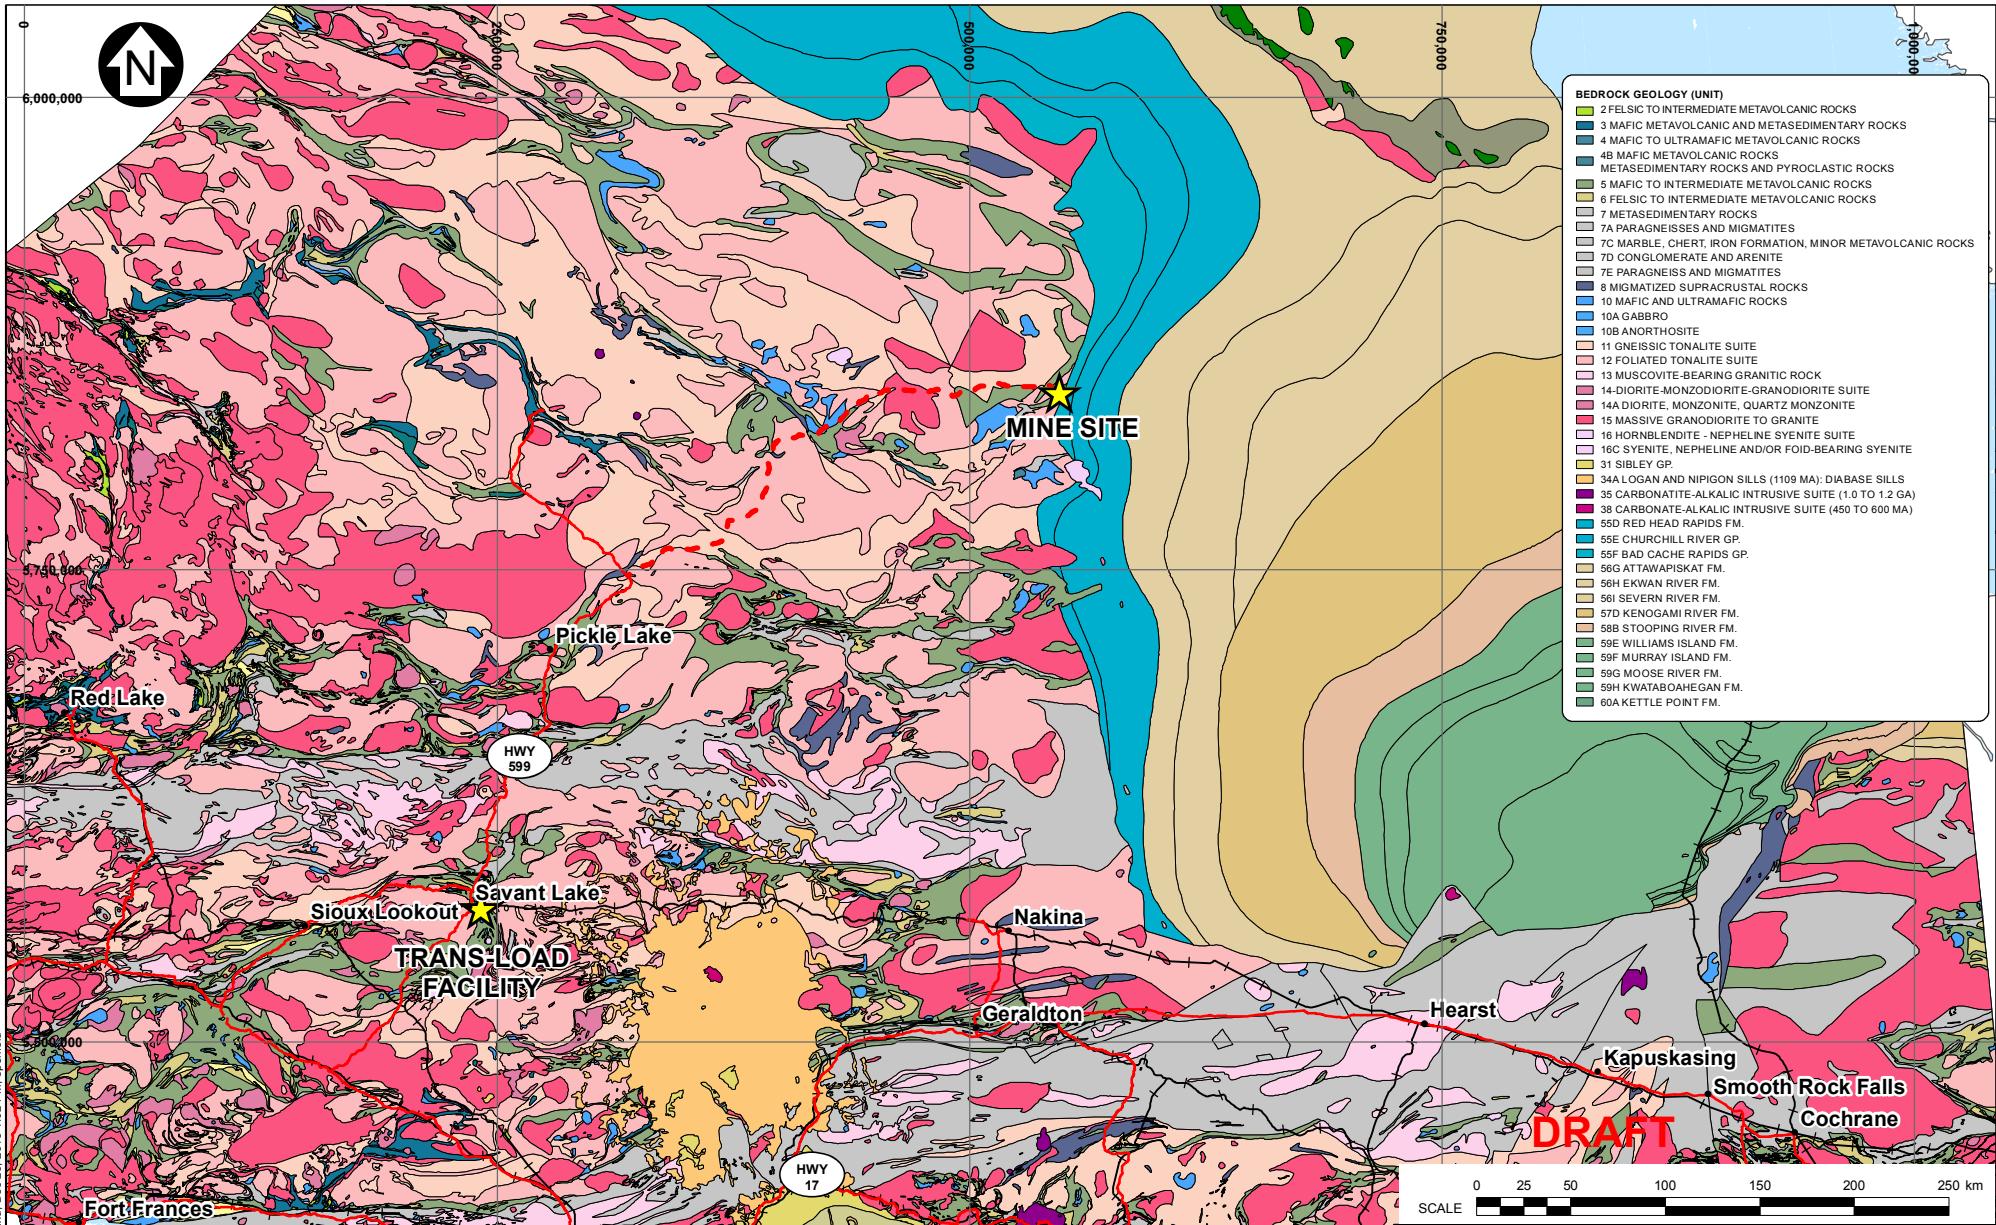 0
250,000
500,000
750,000
6,000,000
N
BEDROCK GEOLOGY (UNIT)
2 FELSIC TO INTERMEDIATE METAVOLCANIC ROCKS
3 MAFIC METAVOLCANIC AND METASEDIMENTARY ROCKS
4 MAFIC TO ULTRAMAFIC METAVOLCANIC ROCKS
4B MAFIC METAVOLCANIC ROCKS
METASEDIMENTARY ROCKS AND PYROCLASTIC ROCKS
5 MAFIC TO INTERMEDIATE METAVOLCANIC ROCKS
6 FELSIC TO INTERMEDIATE METAVOLCANIC ROCKS
7 METASEDIMENTARY ROCKS
7A PARAGNEISSES AND MIGMATITES
7C MARBLE, CHERT, IRON FORMATION, MINOR METAVOLCANIC ROCKS
7D CONGLOMERATE AND ARENITE
7E PARAGNEISS AND MIGMATITES
8 MIGMATIZED SUPRACRUSTAL ROCKS
10 MAFIC AND ULTRAMAFIC ROCKS
10A GABBRO
10B ANORTHOSITE
11 GNEISSIC TONALITE SUITE
12 FOLIATED TONALITE SUITE
13 MUSCOVITE-BEARING GRANITIC ROCK
14-DIORITE-MONZODIORITE-GRANODIORITE SUITE
14A DIORITE, MONZONITE, QUARTZ MONZONITE
15 MASSIVE GRANODIORITE TO GRANITE
16 HORNBLENDITE - NEPHELINE SYENITE SUITE
16C SYENITE, NEPHELINE AND/OR FOID-BEARING SYENITE
31 SIBLEY GP.
34A LOGAN AND NIPIGON SILLS (1109 MA): DIABASE SILLS
35 CARBONATITE-ALKALIC INTRUSIVE SUITE (1.0 TO 1.2 GA)
38 CARBONATE-ALKALIC INTRUSIVE SUITE (450 TO 600 MA)
55D RED HEAD RAPIDS FM.
55E CHURCHILL RIVER GP.
55F BAD CACHE RAPIDS GP.
56G ATTAWAPISKAT FM.
56H EKWAN RIVER FM.
56I SEVERN RIVER FM.
57D KENOGAMI RIVER FM.
58B STOOPING RIVER FM.
59E WILLIAMS ISLAND FM.
59F MURRAY ISLAND FM.
59G MOOSE RIVER FM.
59H KWATABOAHEGAN FM.
60A KETTLE POINT FM.
MINE SITE
5,750,000
Pickle Lake
Red Lake
HWY
599
Savant Lake
Sioux Lookout
Nakina
TRANS-LOAD
FACILITY
Geraldton
Hearst
5,500,000
Kapuskasing
Smooth Rock Falls
Cochrane
DRAFT
HWY
17
Fort Frances
SCALE
0 25 50 100 150 200 250 km